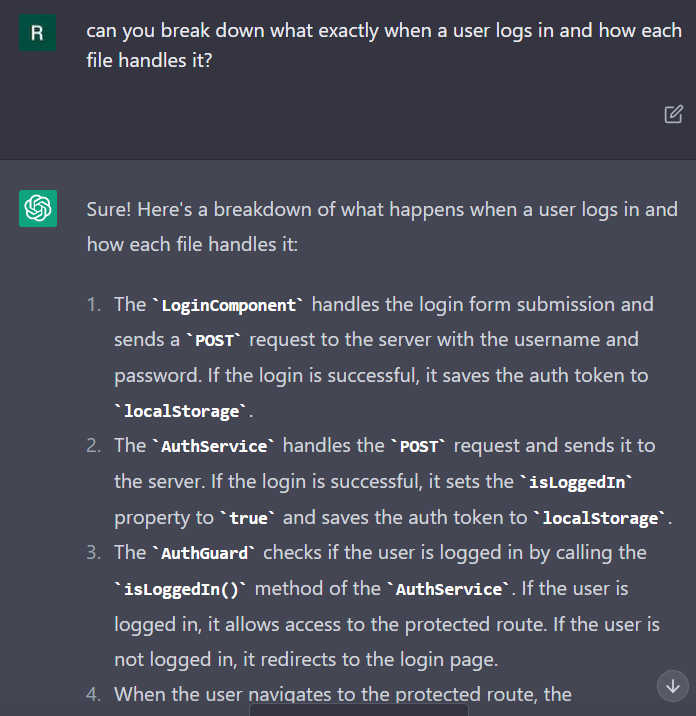 R
can you break down what exactly when a user logs in and how each
file handles it?
Sure! Here's a breakdown of what happens when a user logs in and
how each file handles it:
1. The `LoginComponent` handles the login form submission and
sends a `POST` request to the server with the username and
password. If the login is successful, it saves the auth token to
`localStorage`.
2. The `AuthService` handles the `POST` request and sends it to
the server. If the login is successful, it sets the `isLoggedIn`
property to `true` and saves the auth token to `localStorage`.
3. The `AuthGuard` checks if the user is logged in by calling the
`isLoggedIn()` method of the `AuthService`. If the user is
logged in, it allows access to the protected route. If the user is
not logged in, it redirects to the login page.
4. When the user navigates to the protected route, the